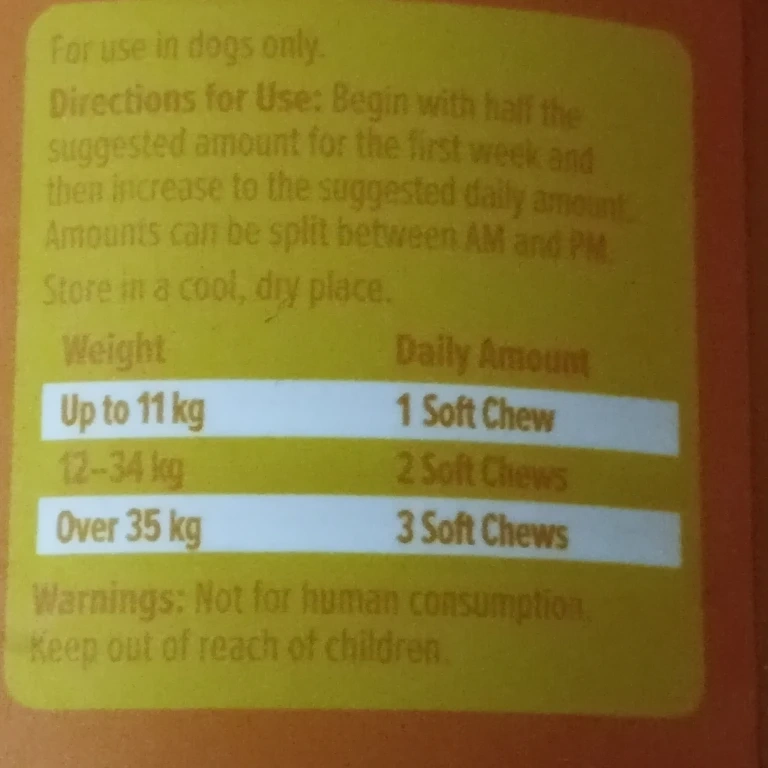 For use in dogs only.
Directions for Use: Begin with half the
suggested amount for the first week and
then increase to the suggested daily amount.
Amounts can be split between AM and PM.
Store in a cool, dry place.
Weight Daily Amount
Up to 11 kg 1 Soft Chew
12–34 kg 2 Soft Chews
Over 35 kg 3 Soft Chews
Warnings: Not for human consumption.
Keep out of reach of children.